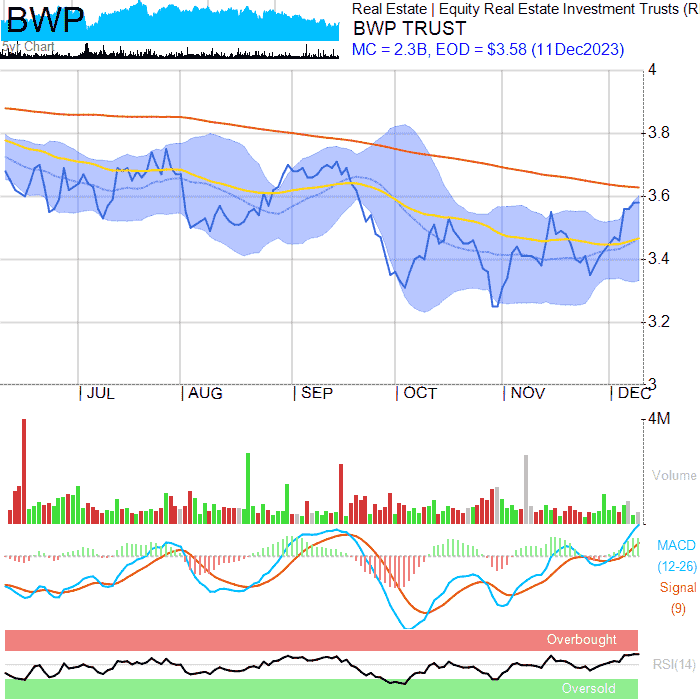 BWP
5yr Chart
Real Estate | Equity Real Estate Investment Trusts (R
BWP TRUST
MC = 2.3B, EOD = $3.58 (11Dec2023)
4
3.8
3.6
3.4
3.2
3
JUL AUG SEP OCT NOV DEC
4M
Volume
MACD
(12-26)
Signal
(9)
Overbought
RSI(14)
Oversold